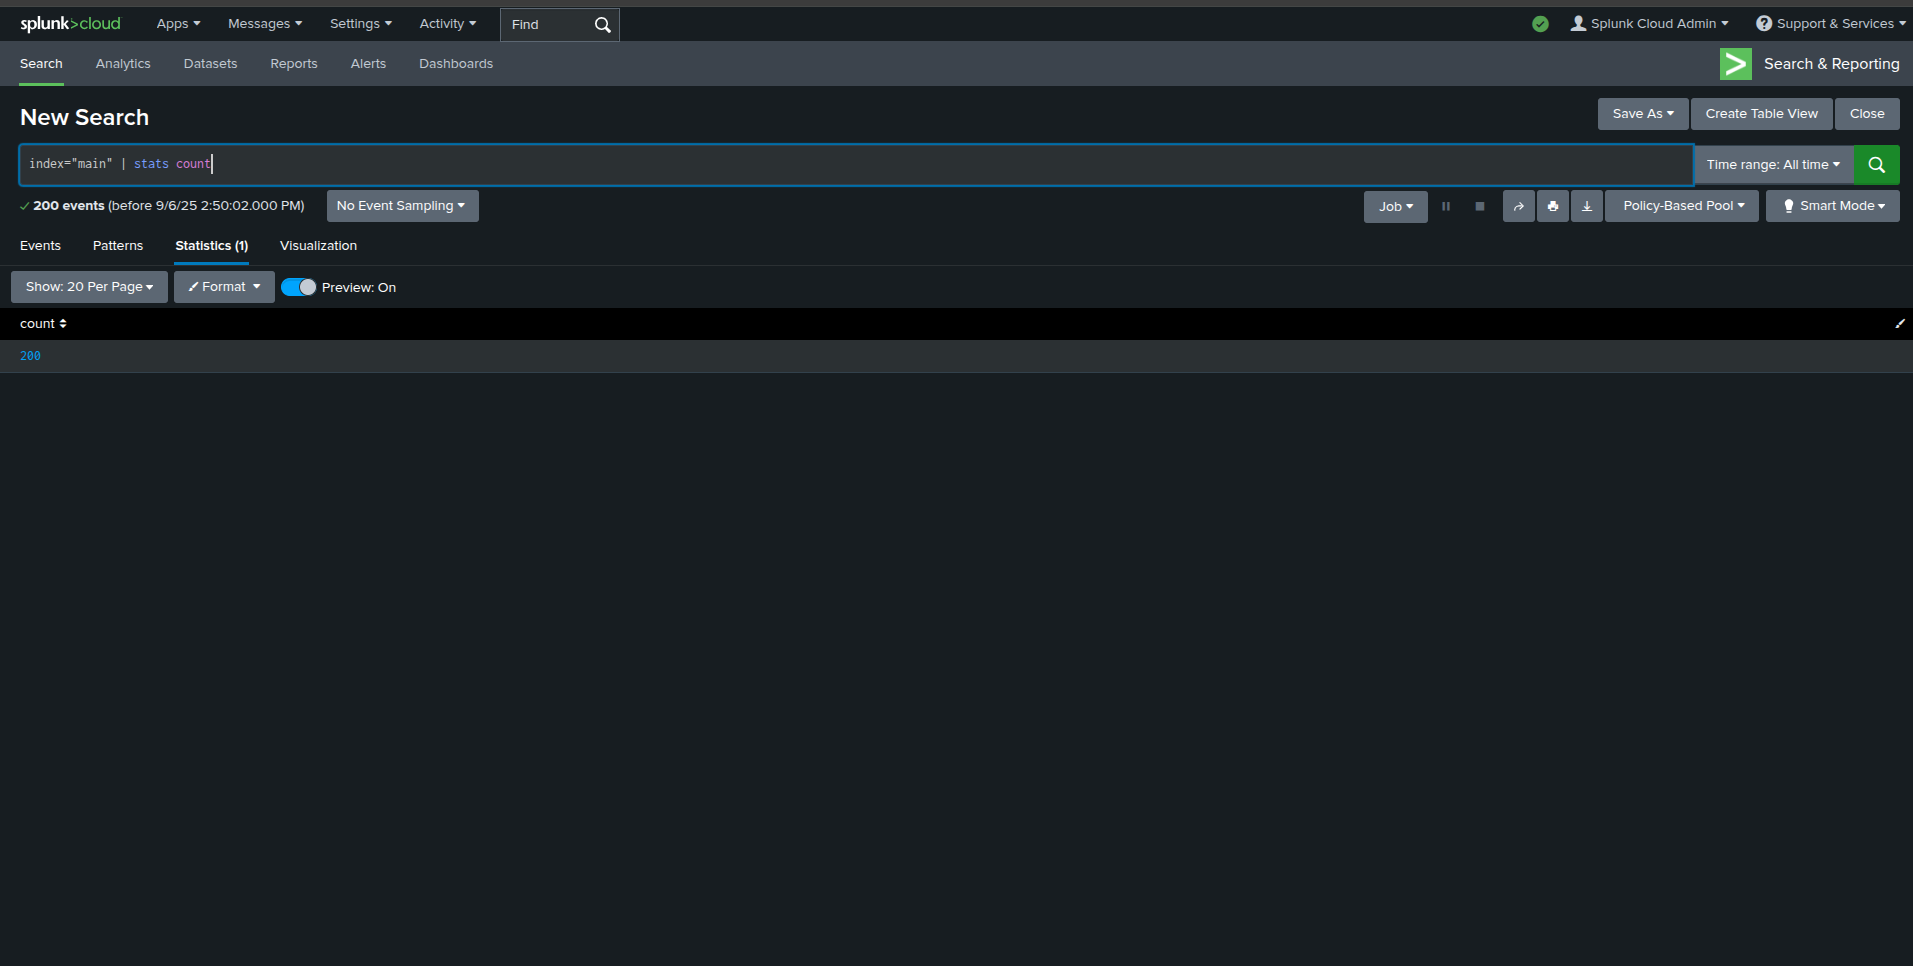 splunk>cloud Apps Messages Settings Activity Find Splunk Cloud Admin ? Support & Services
Search Analytics Datasets Reports Alerts Dashboards > Search & Reporting
New Search Save As Create Table View Close
index="main" | stats count Time range: All time
✓ 200 events (before 9/6/25 2:50:02.000 PM) No Event Sampling Job Policy-Based Pool Smart Mode
Events Patterns Statistics (1) Visualization
Show: 20 Per Page Format Preview: On
count
200